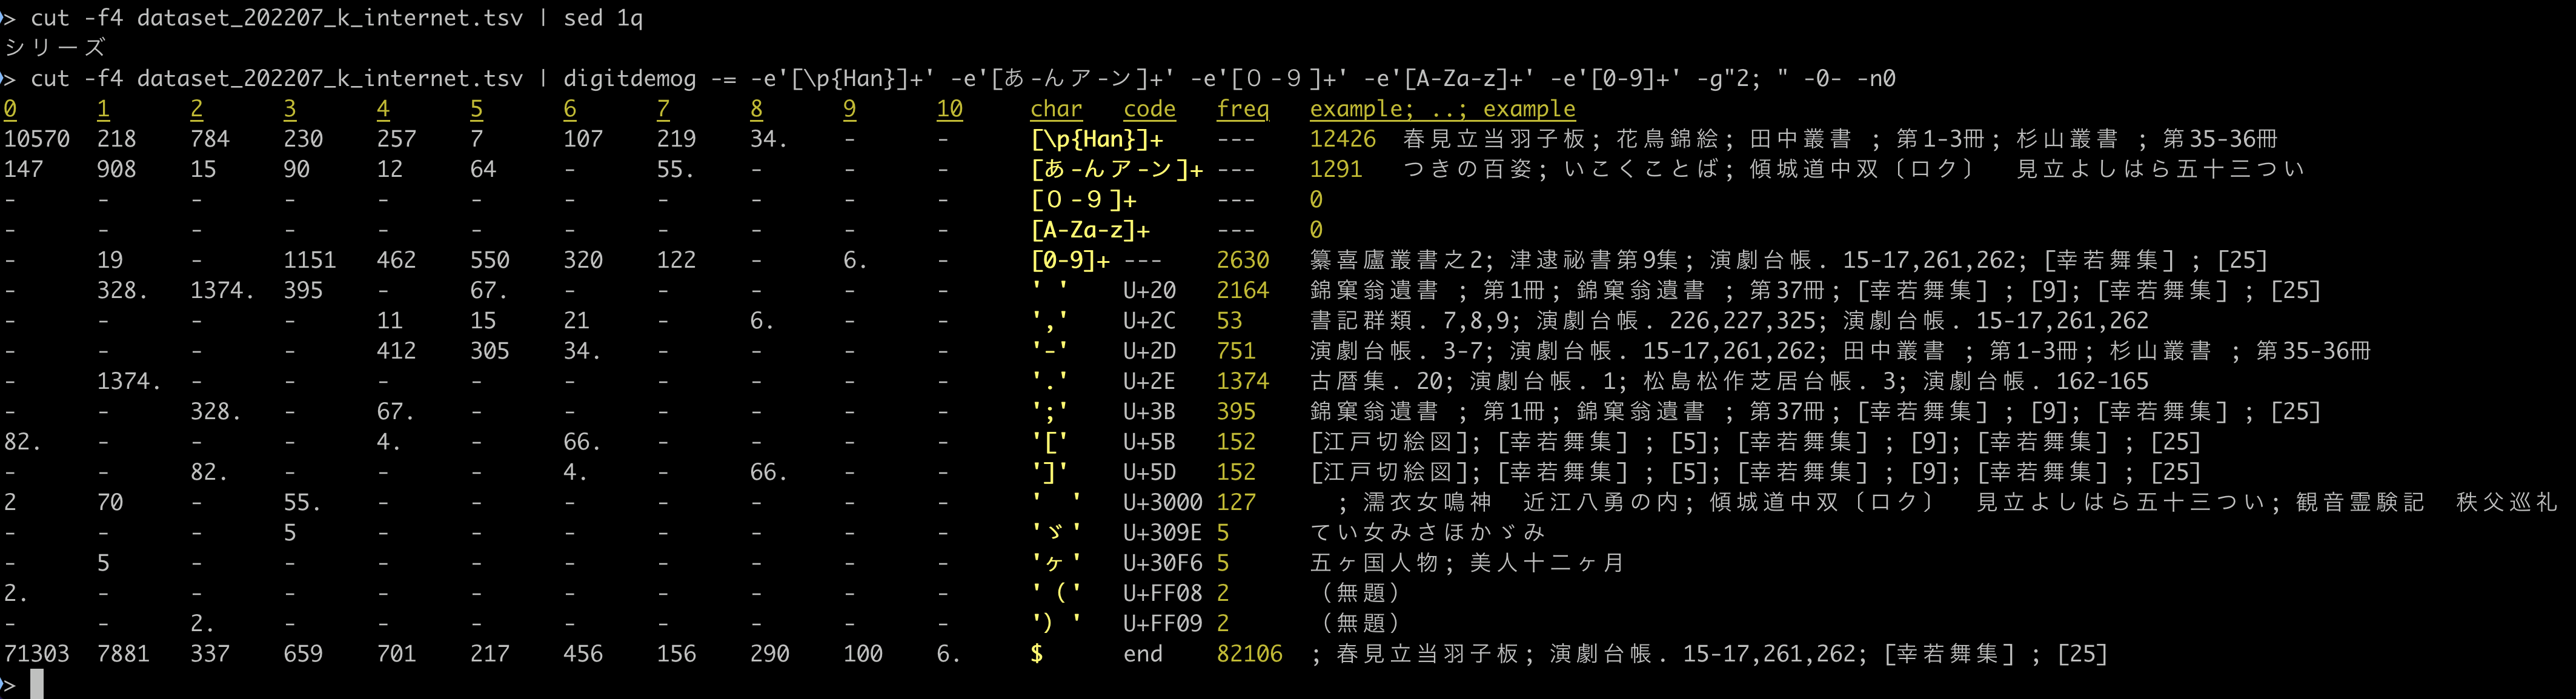 > cut -f4 dataset_202207_k_internet.tsv | sed 1q
シリーズ
> cut -f4 dataset_202207_k_internet.tsv | digitdemog -= -e'[\p{Han}]+' -e'[あ-んア-ン]+' -e'[０-９]+' -e'[A-Za-z]+' -e'[0-9]+' -g"2; " -0- -n0
0 1 2 3 4 5 6 7 8 9 10 char code freq example; ..; example
10570 218 784 230 257 7 107 219 34. - - [\p{Han}]+ --- 12426 春見立当羽子板; 花鳥錦絵; 田中叢書 ; 第1-3冊; 杉山叢書 ; 第35-36冊
147 908 15 90 12 64 - 55. - - - [あ-んア-ン]+ --- 1291 つきの百姿; いこくことば; 傾城道中双〔ロク〕　見立よしはら五十三つい
- - - - - - - - - - - [０-９]+ --- 0
- - - - - - - - - - - [A-Za-z]+ --- 0
- 19 - 1151 462 550 320 122 - 6. - [0-9]+ --- 2630 纂喜廬叢書之2; 津逮祕書第9集; 演劇台帳. 15-17,261,262; [幸若舞集] ; [25]
- 328. 1374. 395 - 67. - - - - - ' ' U+20 2164 錦窠翁遺書 ; 第1冊; 錦窠翁遺書 ; 第37冊; [幸若舞集] ; [9]; [幸若舞集] ; [25]
- - - - 11 15 21 - 6. - - ',' U+2C 53 書記群類. 7,8,9; 演劇台帳. 226,227,325; 演劇台帳. 15-17,261,262
- - - - 412 305 34. - - - - '-' U+2D 751 演劇台帳. 3-7; 演劇台帳. 15-17,261,262; 田中叢書 ; 第1-3冊; 杉山叢書 ; 第35-36冊
- 1374. - - - - - - - - - '.' U+2E 1374 古暦集. 20; 演劇台帳. 1; 松島松作芝居台帳. 3; 演劇台帳. 162-165
- - 328. - 67. - - - - - - ';' U+3B 395 錦窠翁遺書 ; 第1冊; 錦窠翁遺書 ; 第37冊; [幸若舞集] ; [9]; [幸若舞集] ; [25]
82. - - - 4. - 66. - - - - '[' U+5B 152 [江戸切絵図]; [幸若舞集] ; [5]; [幸若舞集] ; [9]; [幸若舞集] ; [25]
- - 82. - - - 4. - 66. - - ']' U+5D 152 [江戸切絵図]; [幸若舞集] ; [5]; [幸若舞集] ; [9]; [幸若舞集] ; [25]
2 70 - 55. - - - - - - - '　' U+3000 127 　; 濡衣女鳴神　近江八勇の内; 傾城道中双〔ロク〕　見立よしはら五十三つい; 観音霊験記　秩父巡礼
- - - 5 - - - - - - - 'ゞ' U+309E 5 てい女みさほかゞみ
- 5 - - - - - - - - - 'ヶ' U+30F6 5 五ヶ国人物; 美人十二ヶ月
2. - - - - - - - - - - '（' U+FF08 2 （無題）
- - 2. - - - - - - - - '）' U+FF09 2 （無題）
71303 7881 337 659 701 217 456 156 290 100 6. $ end 82106 ; 春見立当羽子板; 演劇台帳. 15-17,261,262; [幸若舞集] ; [25]
>